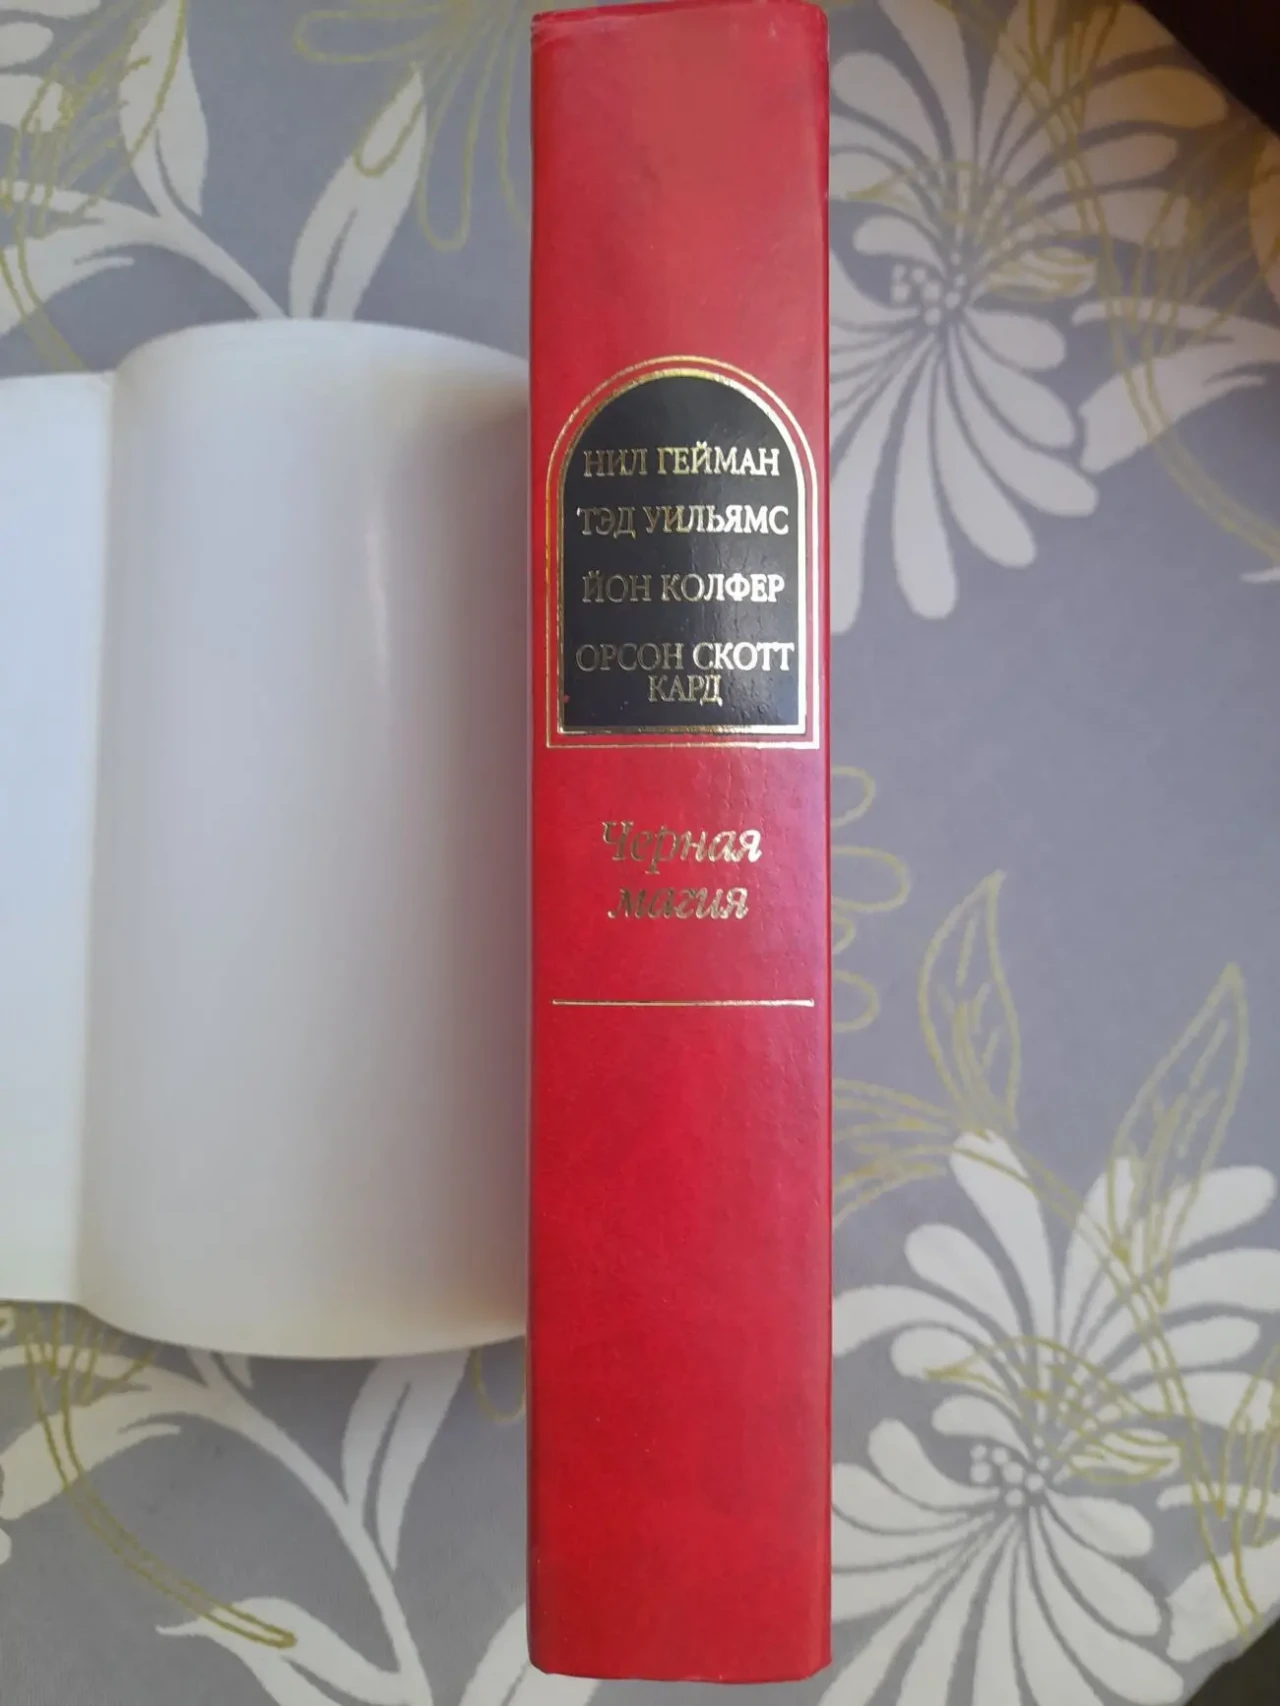 НИЛ ГЕЙМАН
ТЭД УИЛЬЯМС
ЙОН КОЛФЕР
ОРСОН СКОТТ
КАРД
Черная
магия